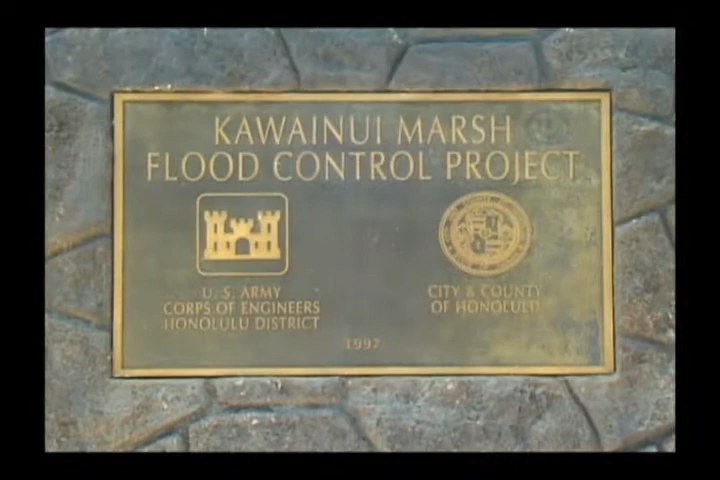 KAWAINUI MARSH
FLOOD CONTROL PROJECT
U. S. ARMY
CORPS OF ENGINEERS
HONOLULU DISTRICT
CITY & COUNTY
OF HONOLULU
1997